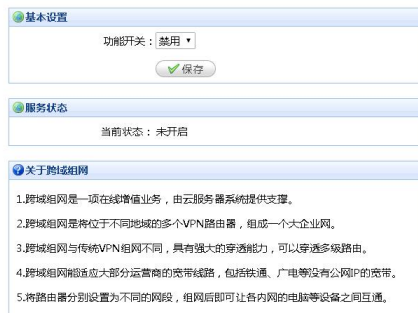 基本设置
功能开关：禁用
保存
服务状态
当前状态：未开启
关于跨域组网
1.跨域组网是一项在线增值业务，由云服务器系统提供支撑。
2.跨域组网是将位于不同地域的多个VPN路由器，组成一个大企业网。
3.跨域组网与传统VPN组网不同，具有强大的穿透能力，可以穿透多级路由。
4.跨域组网能适应大部分运营商的宽带线路，包括铁通、广电等没有公网IP的宽带。
5.将路由器分别设置为不同的网段，组网后即可让各内网的电脑等设备之间互通。